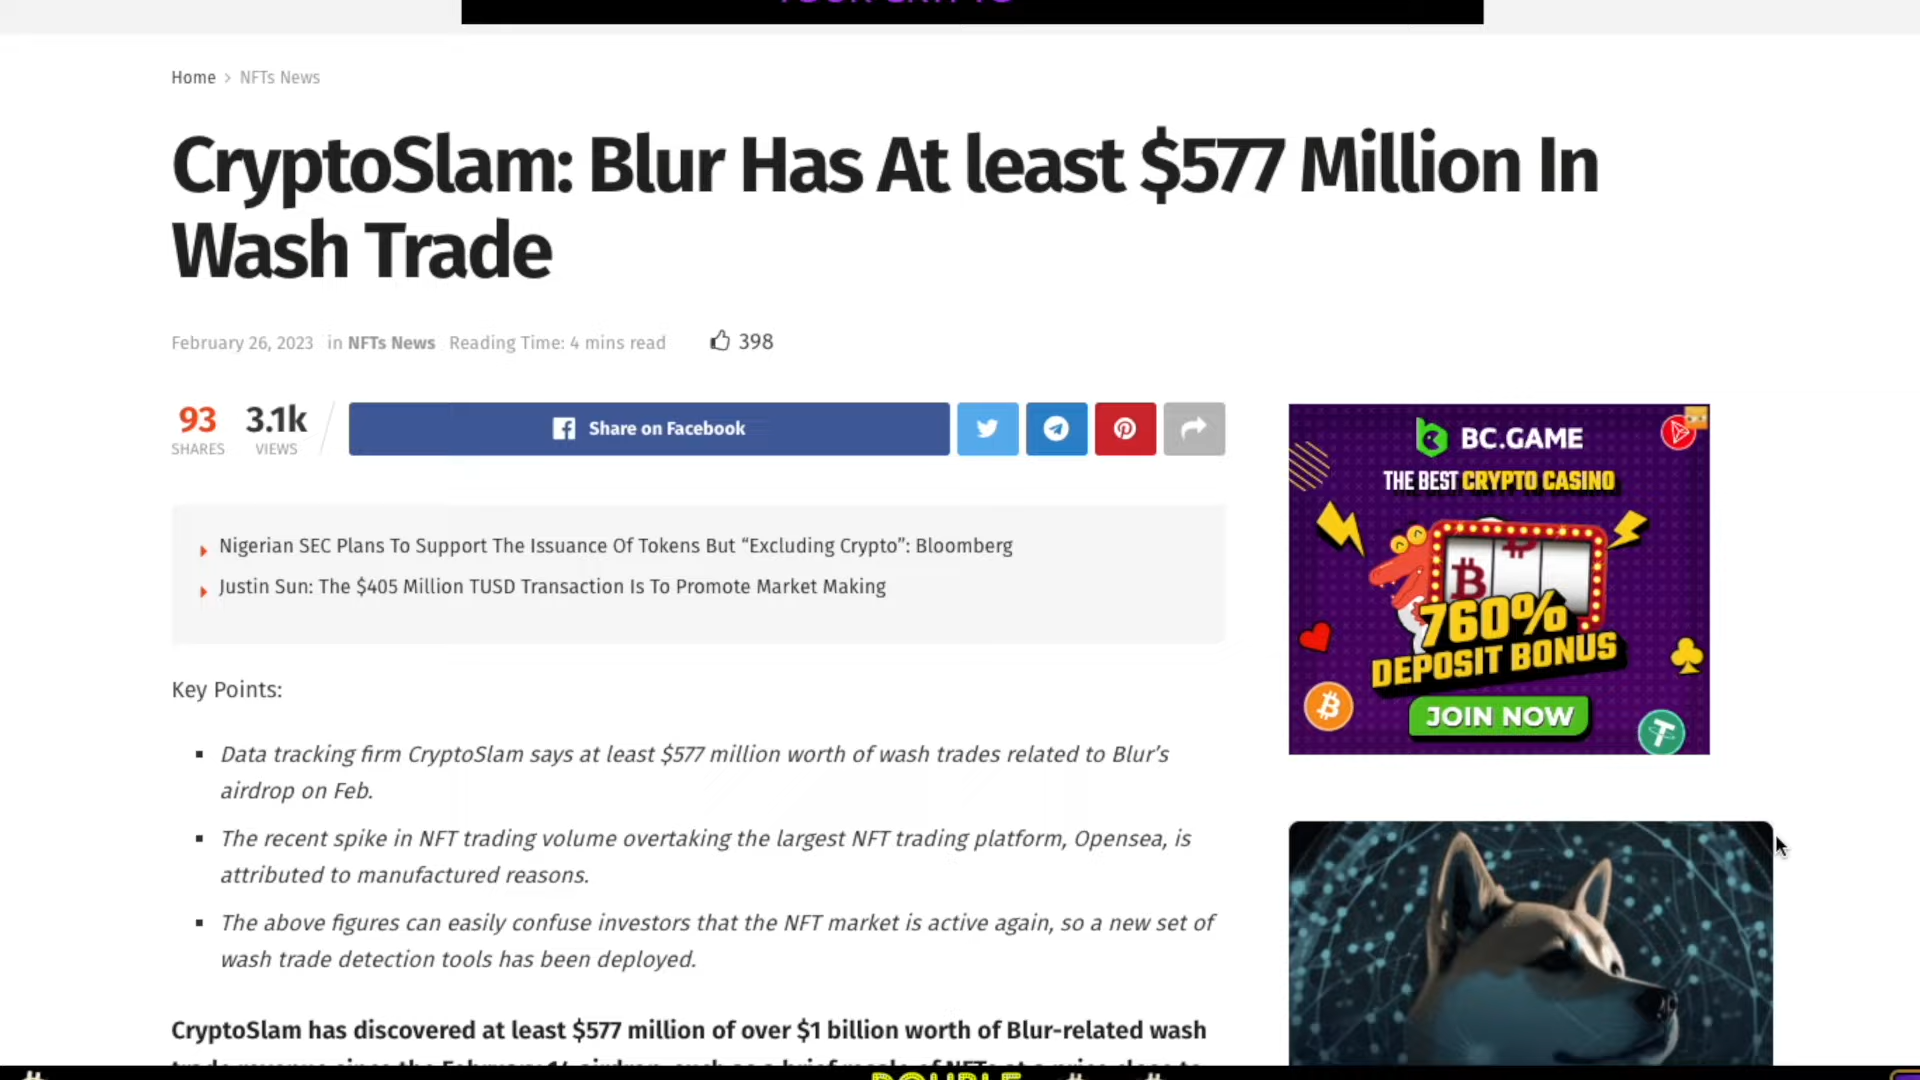 Home > NFTs News
CryptoSlam: Blur Has At least $577 Million In
Wash Trade
February 26, 2023 in NFTs News Reading Time: 4 mins read 398
93 SHARES
3.1k VIEWS
Share on Facebook
Nigerian SEC Plans To Support The Issuance Of Tokens But “Excluding Crypto”: Bloomberg
Justin Sun: The $405 Million TUSD Transaction Is To Promote Market Making
Key Points:
Data tracking firm CryptoSlam says at least $577 million worth of wash trades related to Blur’s
airdrop on Feb.
The recent spike in NFT trading volume overtaking the largest NFT trading platform, Opensea, is
attributed to manufactured reasons.
The above figures can easily confuse investors that the NFT market is active again, so a new set of
wash trade detection tools has been deployed.
CryptoSlam has discovered at least $577 million of over $1 billion worth of Blur-related wash
BC.GAME
THE BEST CRYPTO CASINO
760%
DEPOSIT BONUS
JOIN NOW